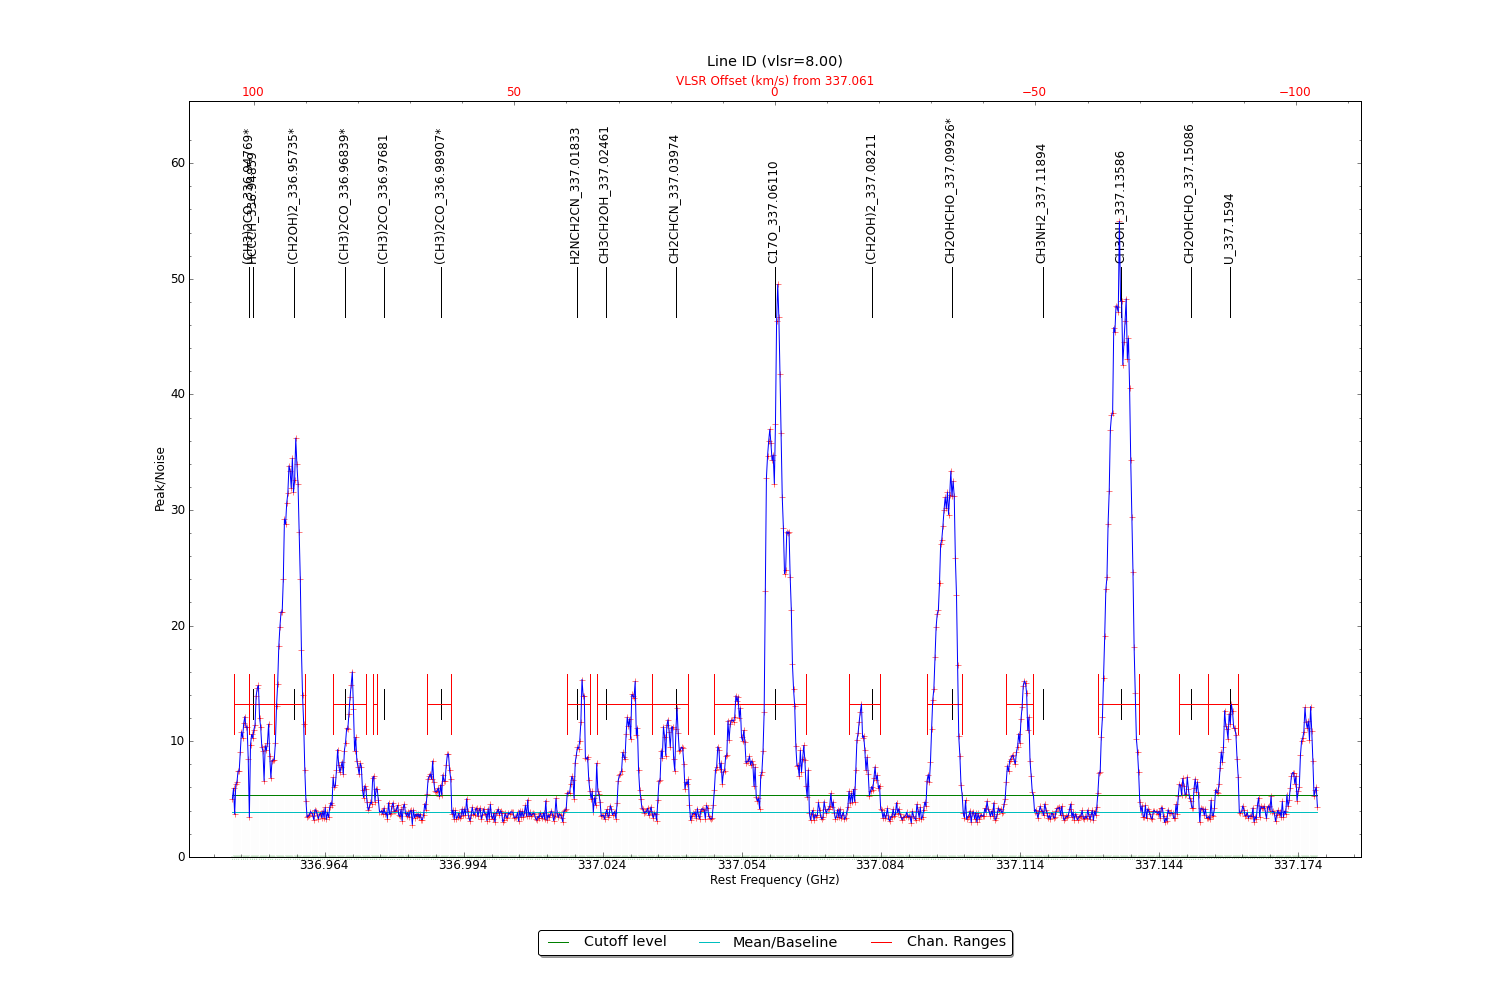 Line ID (vlsr=8.00)
VLSR Offset (km/s) from 337.061
100 50 0 −50 −100
(CH3)2CO_336.94769*
(CH2OH)2_336.95735*
(CH3)2CO_336.96839*
(CH3)2CO_336.97681
(CH3)2CO_336.98907*
H2NCH2CN_337.01833
CH3CH2OH_337.02461
CH2CHCN_337.03974
C17O_337.06110
(CH2OH)2_337.08211
CH2OHCHO_337.09926*
CH3NH2_337.11894
CH3OH_337.13586
CH2OHCHO_337.15086
U_337.1594
Peak/Noise
60
50
40
30
20
10
0
336.964 336.994 337.024 337.054 337.084 337.114 337.144 337.174
Rest Frequency (GHz)
Cutoff level Mean/Baseline Chan. Ranges